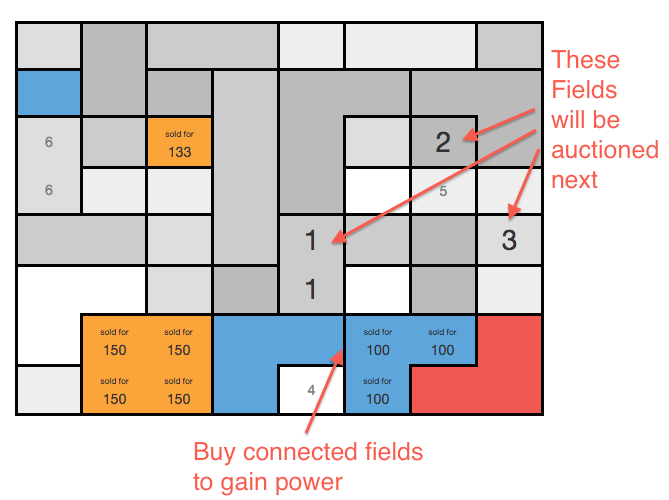 These
Fields
will be
auctioned
next
6
sold for
133
2
6
5
1
3
1
sold for
150
sold for
150
sold for
100
sold for
100
sold for
150
sold for
150
4
sold for
100
Buy connected fields
to gain power